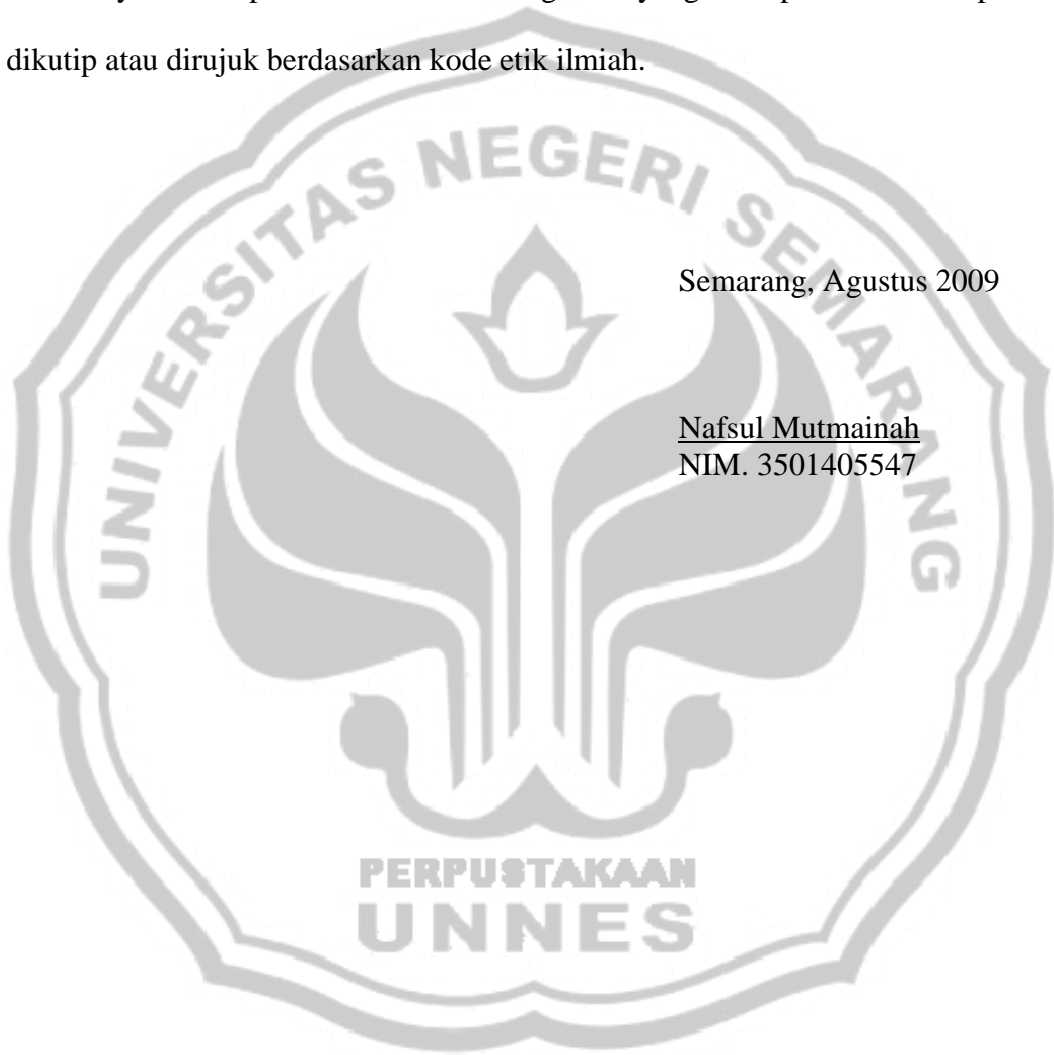 dikutip atau dirujuk berdasarkan kode etik ilmiah.
UNIVERSITAS NEGERI SEMARANG
Semarang, Agustus 2009
Nafsul Mutmainah
NIM. 3501405547
PERPUSTAKAAN
UNNES